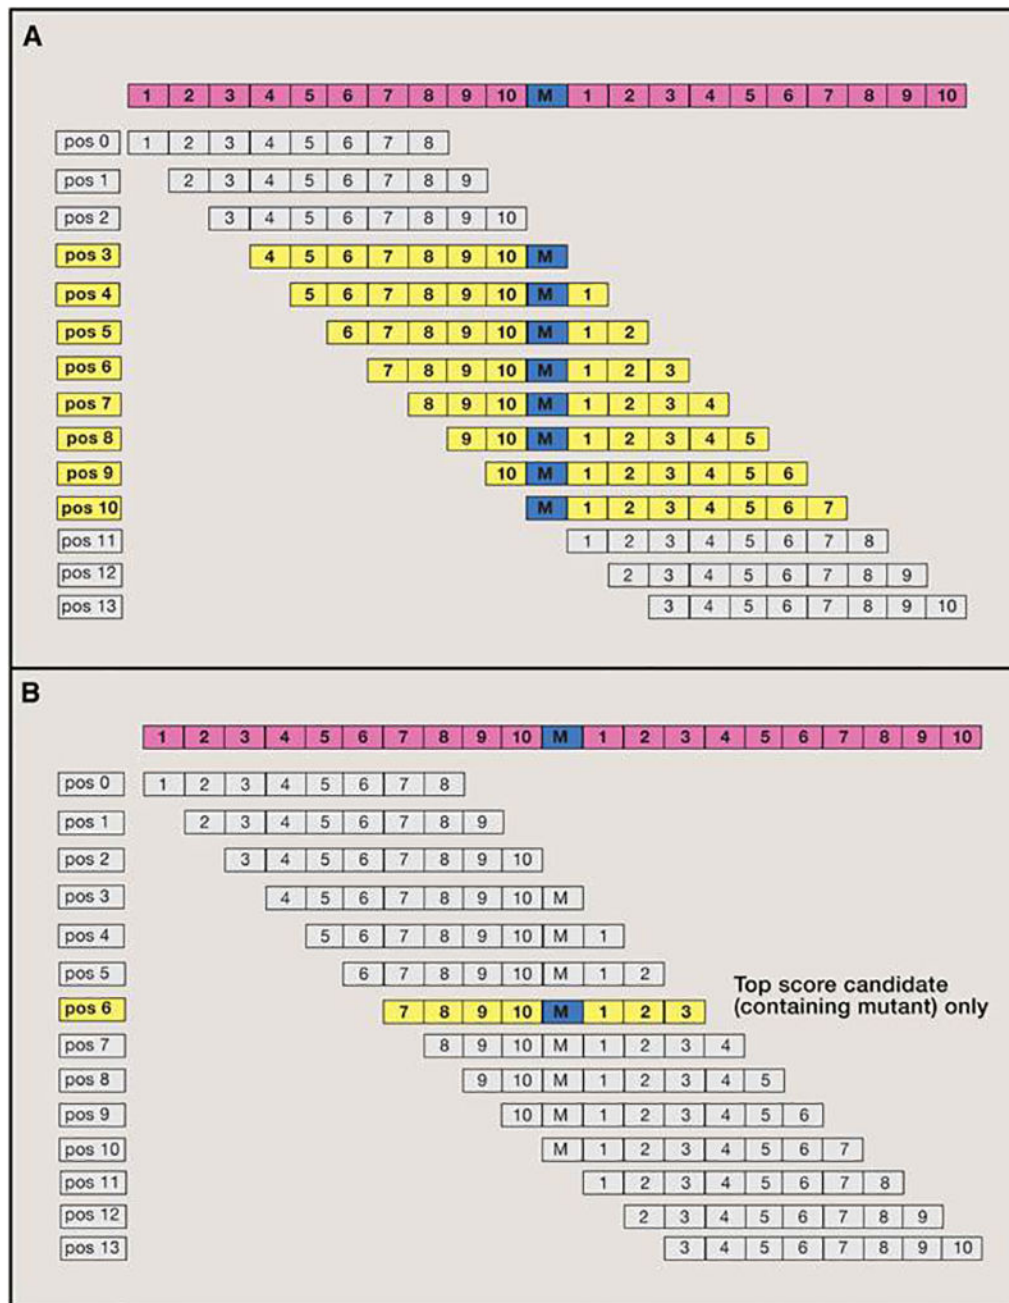 A
1 2 3 4 5 6 7 8 9 10 M 1 2 3 4 5 6 7 8 9 10
pos 0 1 2 3 4 5 6 7 8
pos 1 2 3 4 5 6 7 8 9
pos 2 3 4 5 6 7 8 9 10
pos 3 4 5 6 7 8 9 10 M
pos 4 5 6 7 8 9 10 M 1
pos 5 6 7 8 9 10 M 1 2
pos 6 7 8 9 10 M 1 2 3
pos 7 8 9 10 M 1 2 3 4
pos 8 9 10 M 1 2 3 4 5
pos 9 10 M 1 2 3 4 5 6
pos 10 M 1 2 3 4 5 6 7
pos 11 1 2 3 4 5 6 7 8
pos 12 2 3 4 5 6 7 8 9
pos 13 3 4 5 6 7 8 9 10
B
1 2 3 4 5 6 7 8 9 10 M 1 2 3 4 5 6 7 8 9 10
pos 0 1 2 3 4 5 6 7 8
pos 1 2 3 4 5 6 7 8 9
pos 2 3 4 5 6 7 8 9 10
pos 3 4 5 6 7 8 9 10 M
pos 4 5 6 7 8 9 10 M 1
pos 5 6 7 8 9 10 M 1 2
Top score candidate
(containing mutant) only
pos 6 7 8 9 10 M 1 2 3
pos 7 8 9 10 M 1 2 3 4
pos 8 9 10 M 1 2 3 4 5
pos 9 10 M 1 2 3 4 5 6
pos 10 M 1 2 3 4 5 6 7
pos 11 1 2 3 4 5 6 7 8
pos 12 2 3 4 5 6 7 8 9
pos 13 3 4 5 6 7 8 9 10